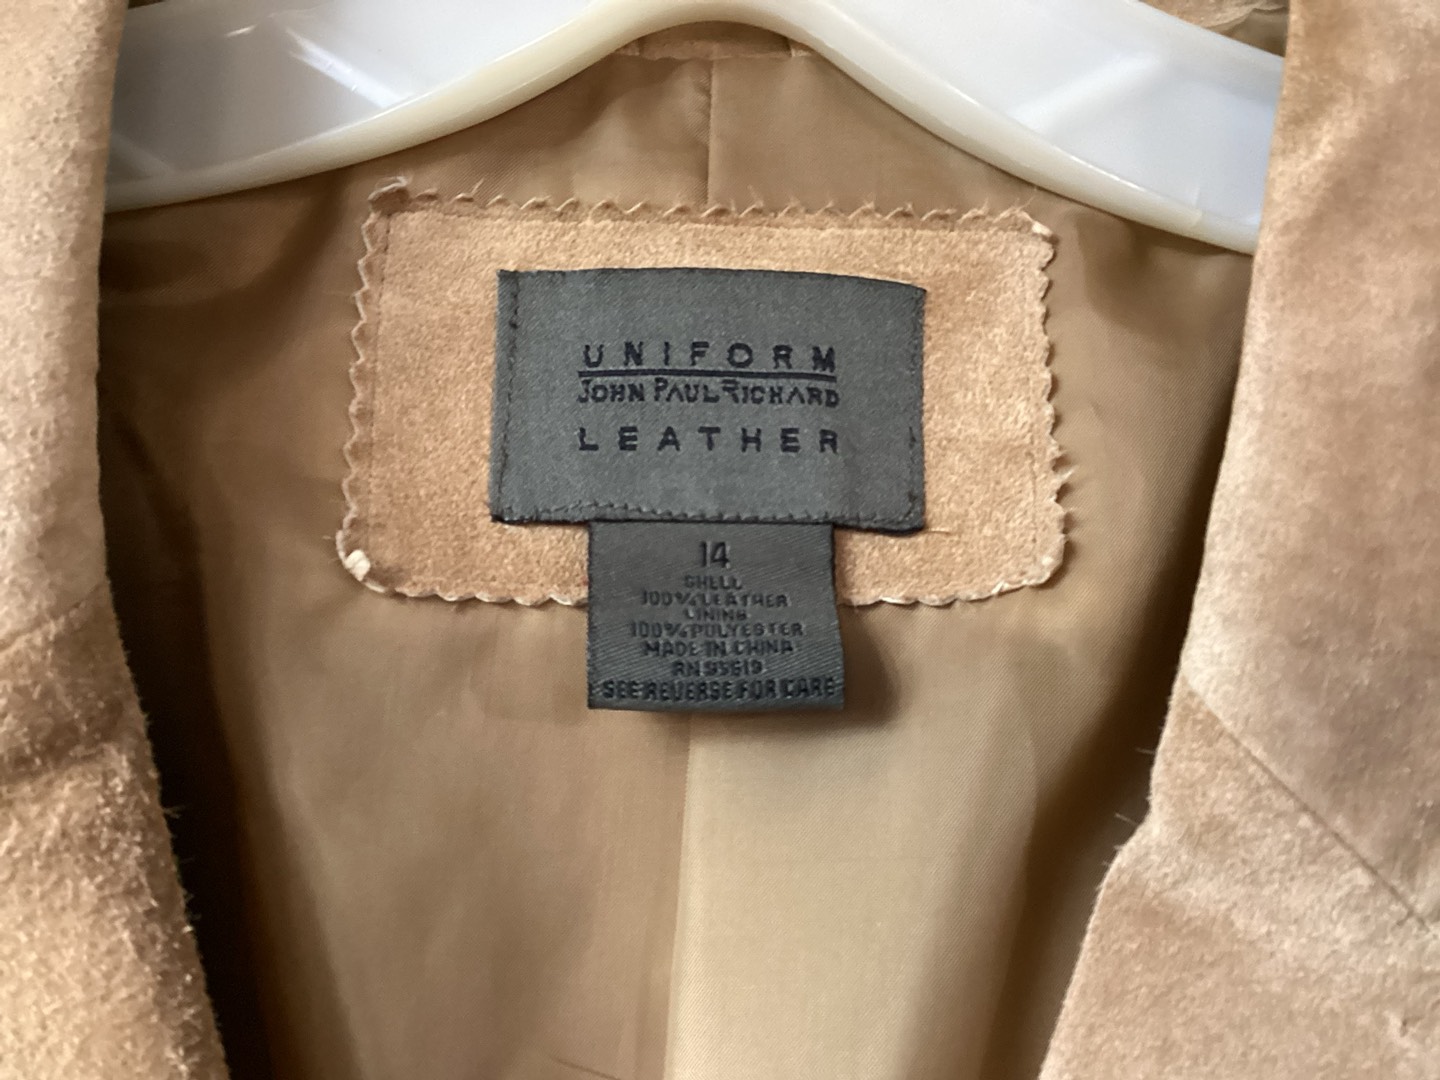 UNIFORM
JOHN PAUL RICHARD
LEATHER
14
SHELL
100% LEATHER
LINING
100% POLYESTER
MADE IN CHINA
RN 95619
SEE REVERSE FOR CARE